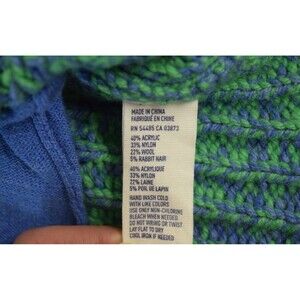 MADE IN CHINA
FABRIQUÉ EN CHINE
RN 54485 CA 03873
40% ACRYLIC
33% NYLON
22% WOOL
5% RABBIT HAIR
40% ACRYLIQUE
33% NYLON
22% LAINE
5% POIL DE LAPIN
HAND WASH COLD
WITH LIKE COLORS
USE ONLY NON-CHLORINE
BLEACH WHEN NEEDED
DO NOT WRING OR TWIST
LAY FLAT TO DRY
COOL IRON IF NEEDED